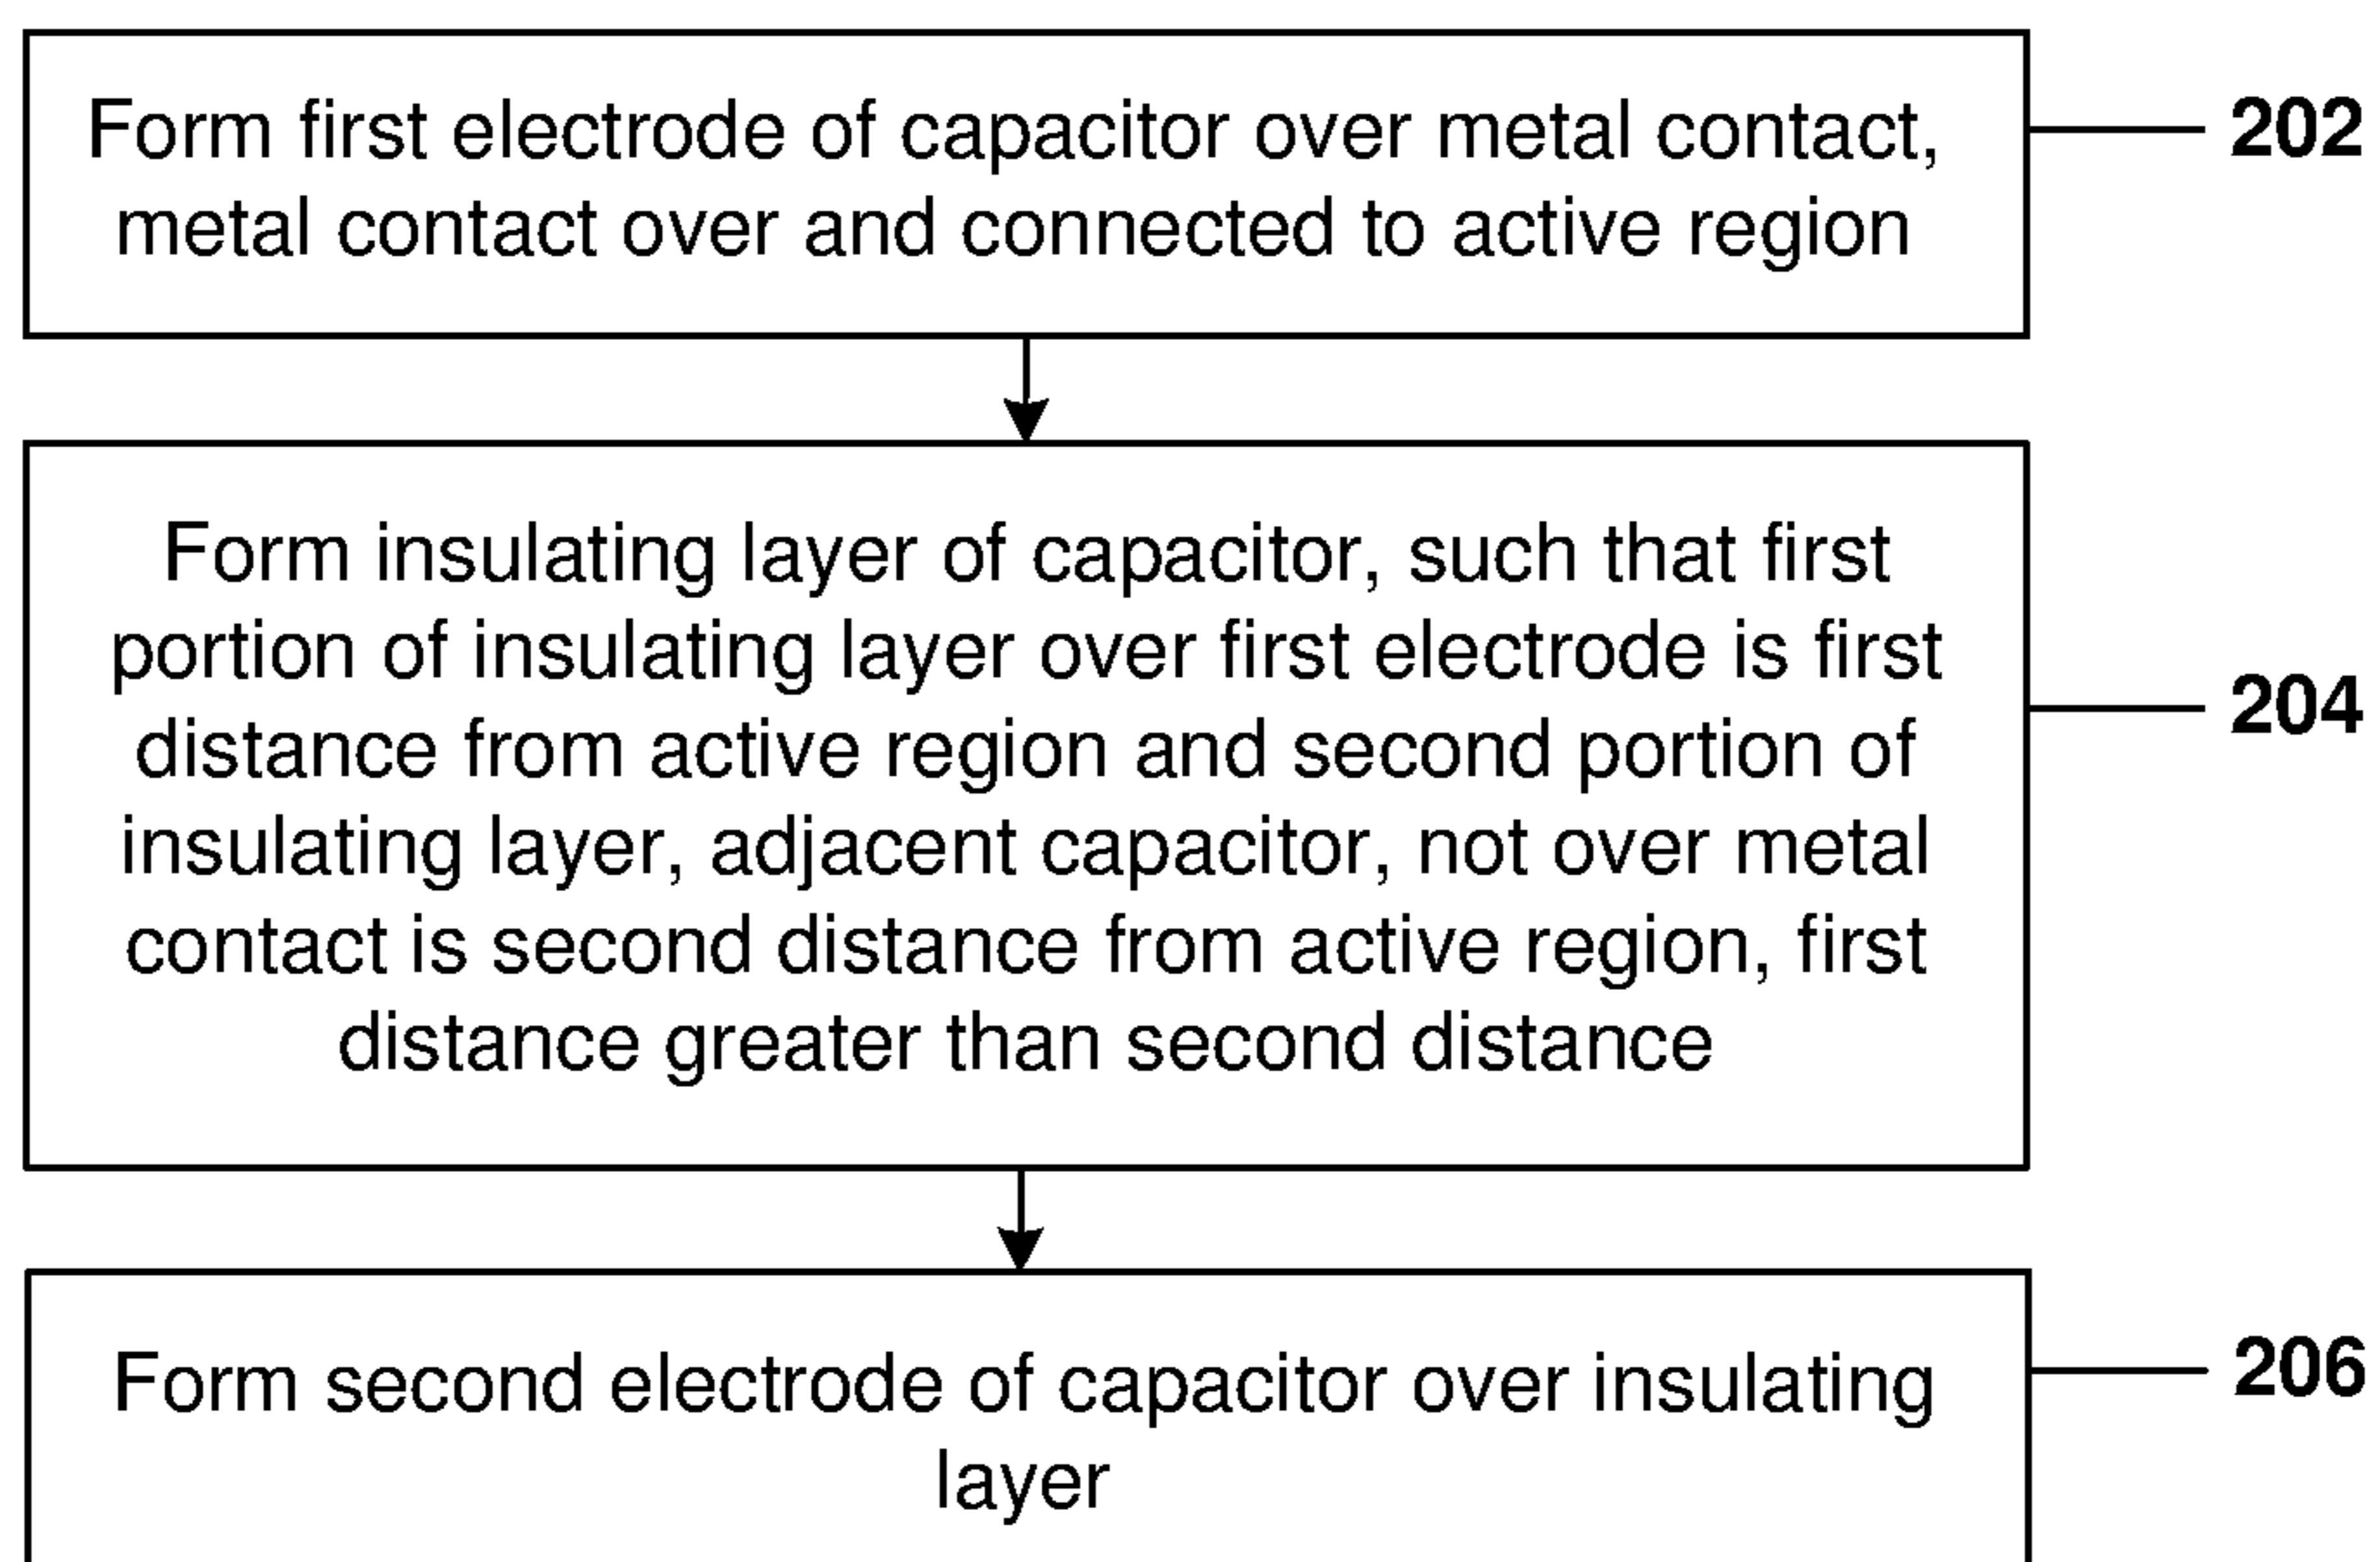 Form first electrode of capacitor over metal contact,
metal contact over and connected to active region
202
Form insulating layer of capacitor, such that first
portion of insulating layer over first electrode is first
distance from active region and second portion of
insulating layer, adjacent capacitor, not over metal
contact is second distance from active region, first
distance greater than second distance
204
Form second electrode of capacitor over insulating
layer
206